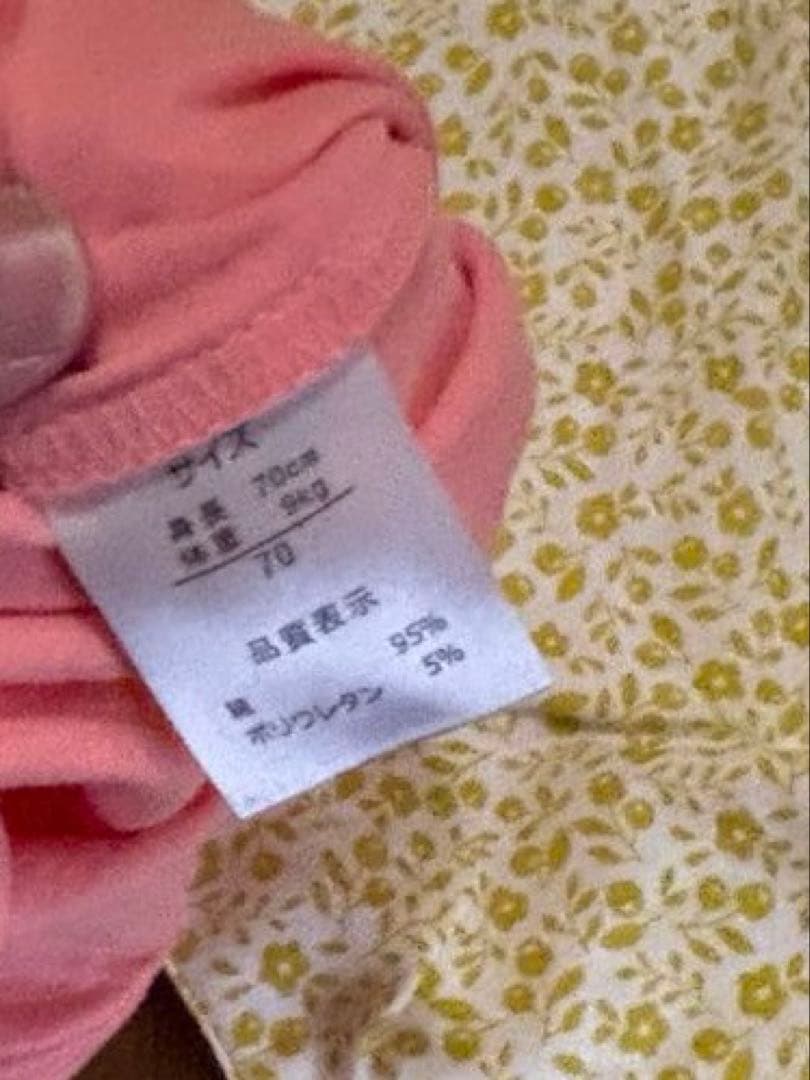 サイズ
身長 70cm
体重 9kg
70
品質表示
綿 95%
ポリウレタン 5%